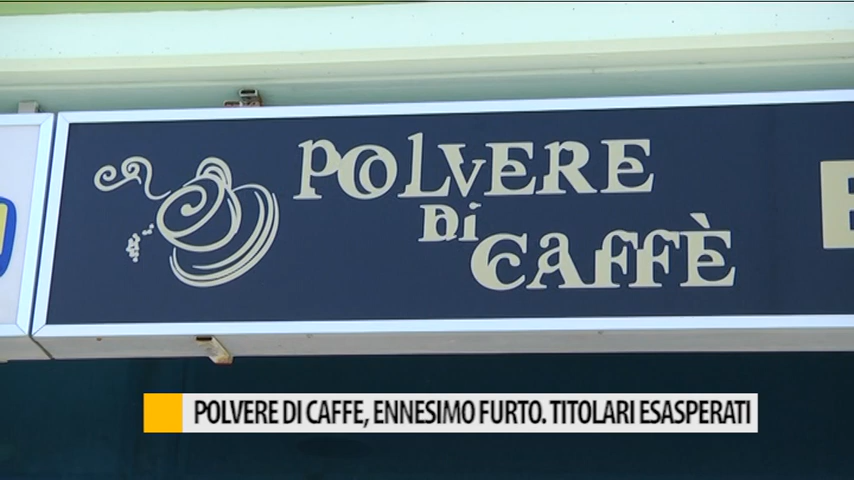 POLVERE
DI
CAFFÈ
POLVERE DI CAFFE, ENNESIMO FURTO. TITOLARI ESASPERATI